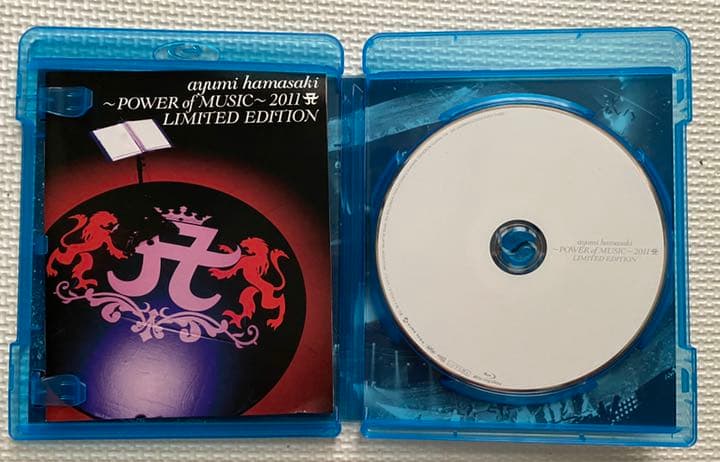 ayumi hamasaki
~POWER of MUSIC~ 2011 A
LIMITED EDITION
A
ayumi hamasaki
~POWER of MUSIC~ 2011 A
LIMITED EDITION